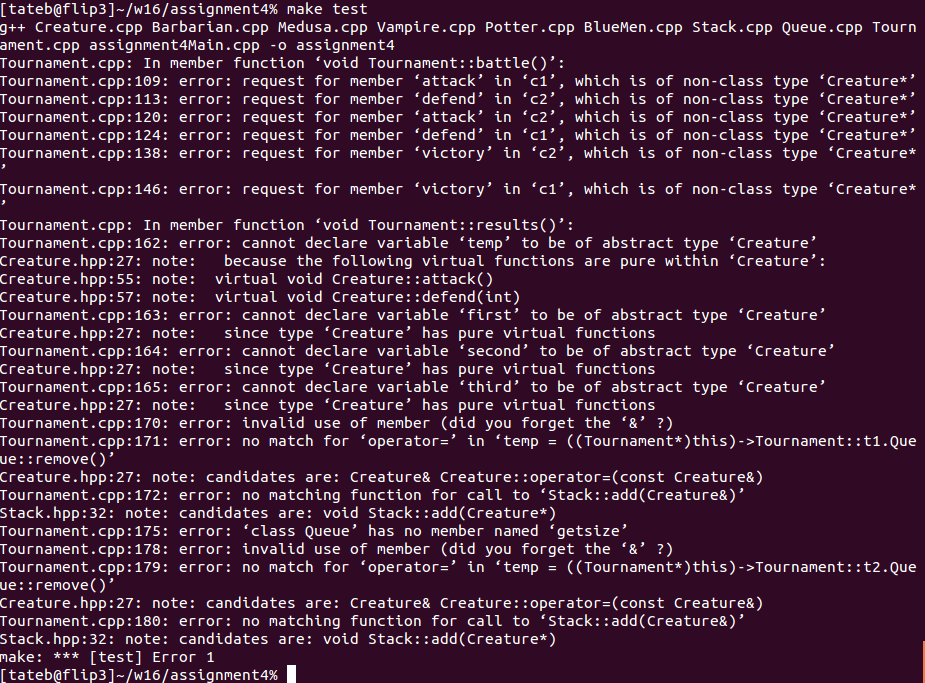 [tateb@flip3]~/w16/assignment4% make test
g++ Creature.cpp Barbarian.cpp Medusa.cpp Vampire.cpp Potter.cpp BlueMen.cpp Stack.cpp Queue.cpp Tourn
ament.cpp assignment4Main.cpp -o assignment4
Tournament.cpp: In member function ‘void Tournament::battle()’:
Tournament.cpp:109: error: request for member ‘attack’ in ‘c1’, which is of non-class type ‘Creature*’
Tournament.cpp:113: error: request for member ‘defend’ in ‘c2’, which is of non-class type ‘Creature*’
Tournament.cpp:120: error: request for member ‘attack’ in ‘c2’, which is of non-class type ‘Creature*’
Tournament.cpp:124: error: request for member ‘defend’ in ‘c1’, which is of non-class type ‘Creature*’
Tournament.cpp:138: error: request for member ‘victory’ in ‘c2’, which is of non-class type ‘Creature*
’
Tournament.cpp:146: error: request for member ‘victory’ in ‘c1’, which is of non-class type ‘Creature*
’
Tournament.cpp: In member function ‘void Tournament::results()’:
Tournament.cpp:162: error: cannot declare variable ‘temp’ to be of abstract type ‘Creature’
Creature.hpp:27: note:   because the following virtual functions are pure within ‘Creature’:
Creature.hpp:55: note:  virtual void Creature::attack()
Creature.hpp:57: note:  virtual void Creature::defend(int)
Tournament.cpp:163: error: cannot declare variable ‘first’ to be of abstract type ‘Creature’
Creature.hpp:27: note:   since type ‘Creature’ has pure virtual functions
Tournament.cpp:164: error: cannot declare variable ‘second’ to be of abstract type ‘Creature’
Creature.hpp:27: note:   since type ‘Creature’ has pure virtual functions
Tournament.cpp:165: error: cannot declare variable ‘third’ to be of abstract type ‘Creature’
Creature.hpp:27: note:   since type ‘Creature’ has pure virtual functions
Tournament.cpp:170: error: invalid use of member (did you forget the ‘&’ ?)
Tournament.cpp:171: error: no match for ‘operator=’ in ‘temp = ((Tournament*)this)->Tournament::t1.Que
ue::remove()’
Creature.hpp:27: note: candidates are: Creature& Creature::operator=(const Creature&)
Tournament.cpp:172: error: no matching function for call to ‘Stack::add(Creature&)’
Stack.hpp:32: note: candidates are: void Stack::add(Creature*)
Tournament.cpp:175: error: ‘class Queue’ has no member named ‘getsize’
Tournament.cpp:178: error: invalid use of member (did you forget the ‘&’ ?)
Tournament.cpp:179: error: no match for ‘operator=’ in ‘temp = ((Tournament*)this)->Tournament::t2.Que
ue::remove()’
Creature.hpp:27: note: candidates are: Creature& Creature::operator=(const Creature&)
Tournament.cpp:180: error: no matching function for call to ‘Stack::add(Creature&)’
Stack.hpp:32: note: candidates are: void Stack::add(Creature*)
make: *** [test] Error 1
[tateb@flip3]~/w16/assignment4%